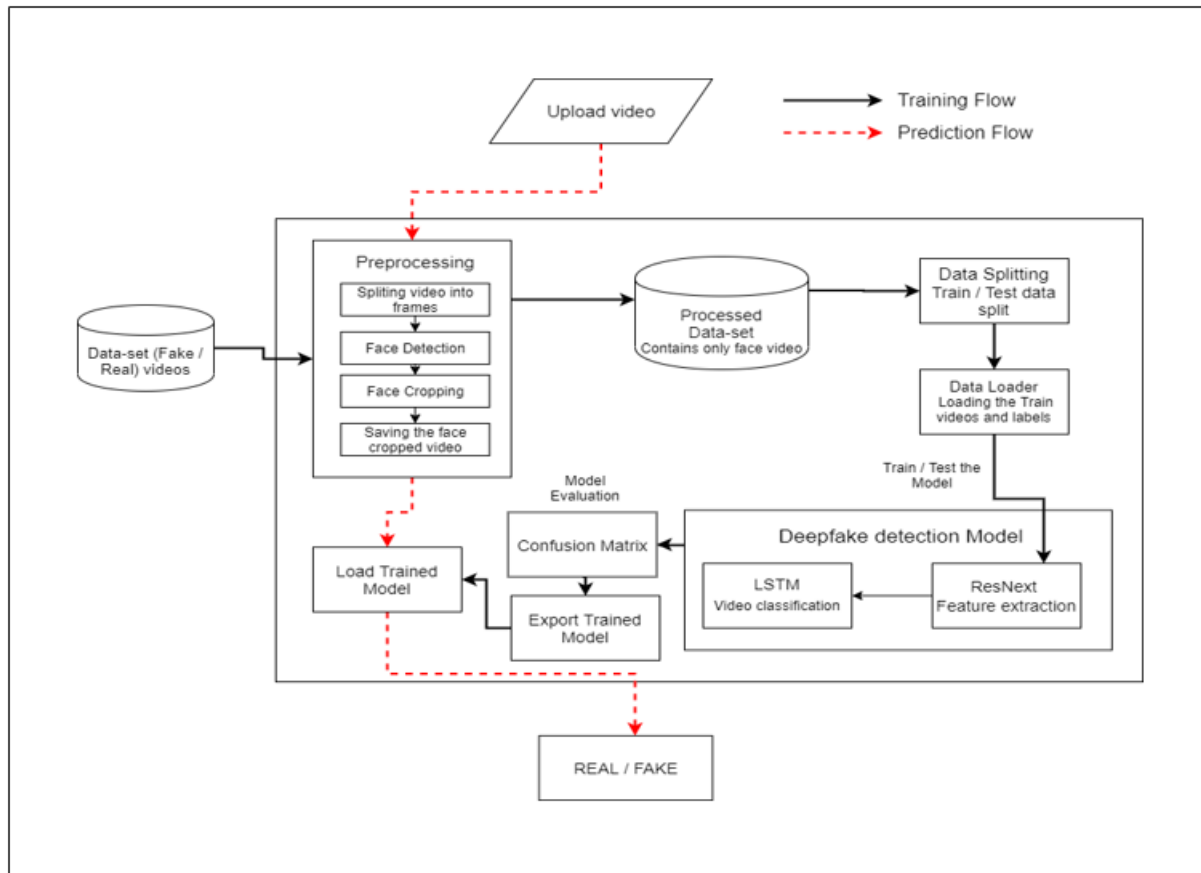 Upload video
Training Flow
Prediction Flow
Preprocessing
Spliting video into
frames
Face Detection
Face Cropping
Saving the face
cropped video
Data-set (Fake /
Real) videos
Processed
Data-set
Contains only face video
Data Splitting
Train / Test data
split
Data Loader
Loading the Train
videos and labels
Train / Test the
Model
Model
Evaluation
Confusion Matrix
Export Trained
Model
Load Trained
Model
Deepfake detection Model
LSTM
Video classification
ResNext
Feature extraction
REAL / FAKE